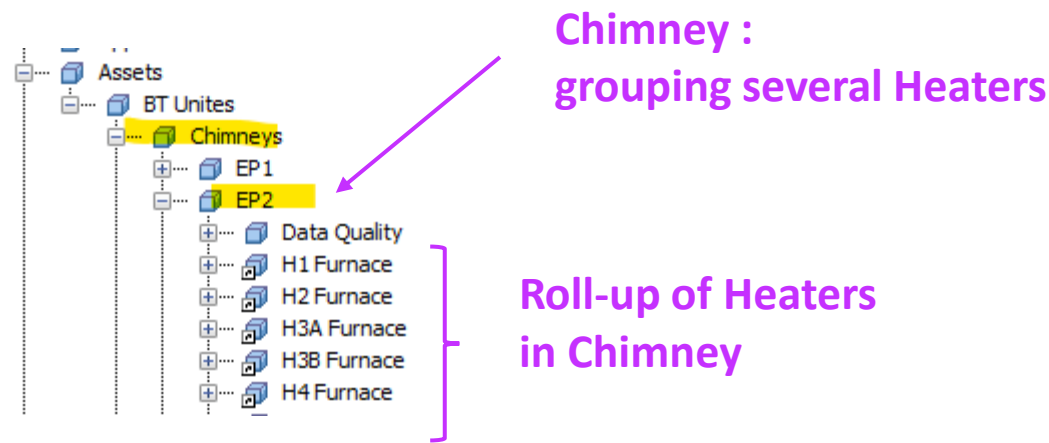 Chimney :
grouping several Heaters
Assets
BT Unites
Chimneys
EP1
EP2
Data Quality
H1 Furnace
H2 Furnace
H3A Furnace
H3B Furnace
H4 Furnace
Roll-up of Heaters
in Chimney